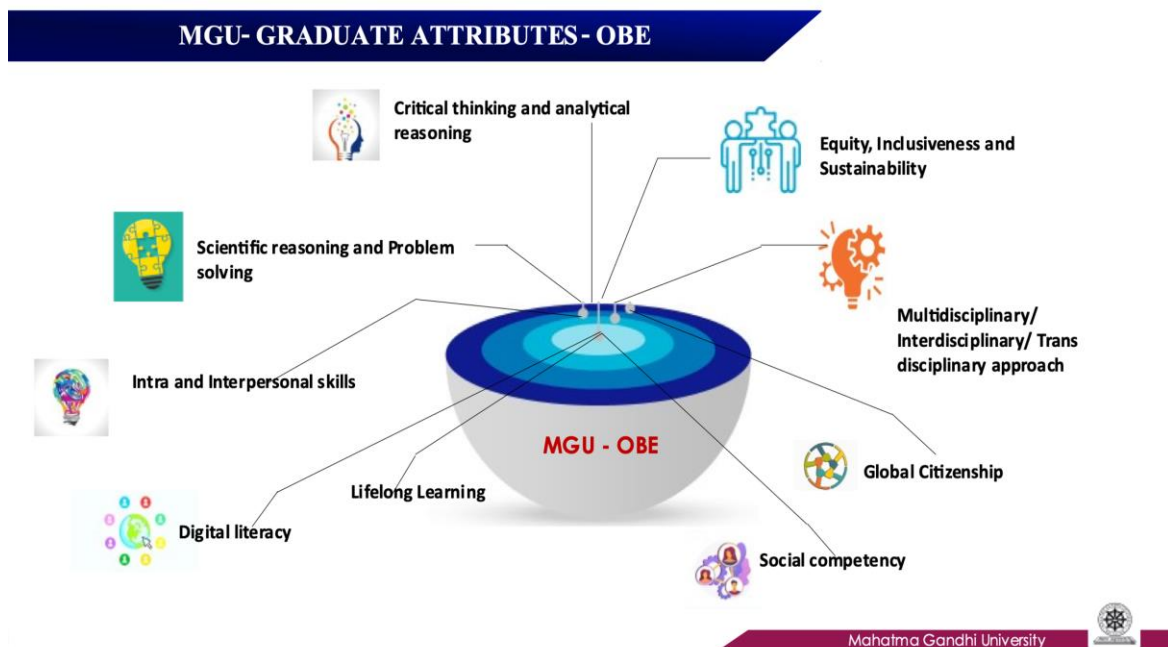 MGU- GRADUATE ATTRIBUTES - OBE
Critical thinking and analytical
reasoning
Equity, Inclusiveness and
Sustainability
Scientific reasoning and Problem
solving
Multidisciplinary/
Interdisciplinary/ Trans
disciplinary approach
Intra and Interpersonal skills
MGU - OBE
Global Citizenship
Lifelong Learning
Digital literacy
Social competency
Mahatma Gandhi University